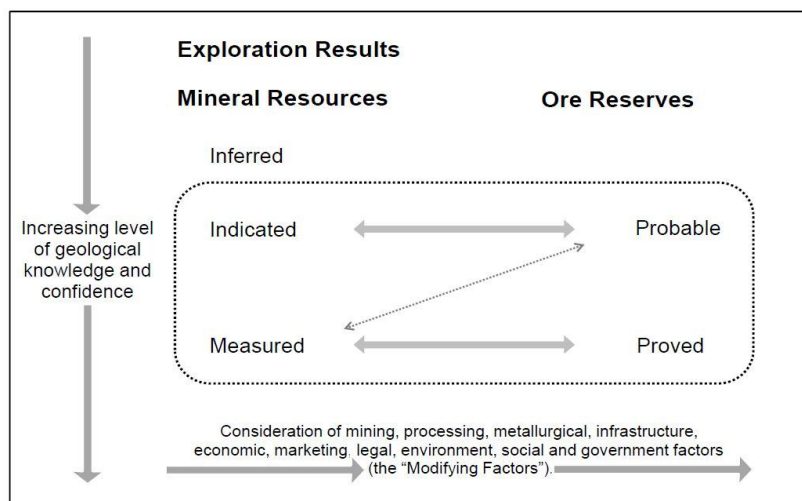 Exploration Results
Mineral Resources
Ore Reserves
Inferred
Increasing level
of geological
knowledge and
confidence
Indicated
Probable
Measured
Proved
Consideration of mining, processing, metallurgical, infrastructure,
economic, marketing, legal, environment, social and government factors
(the “Modifying Factors”).